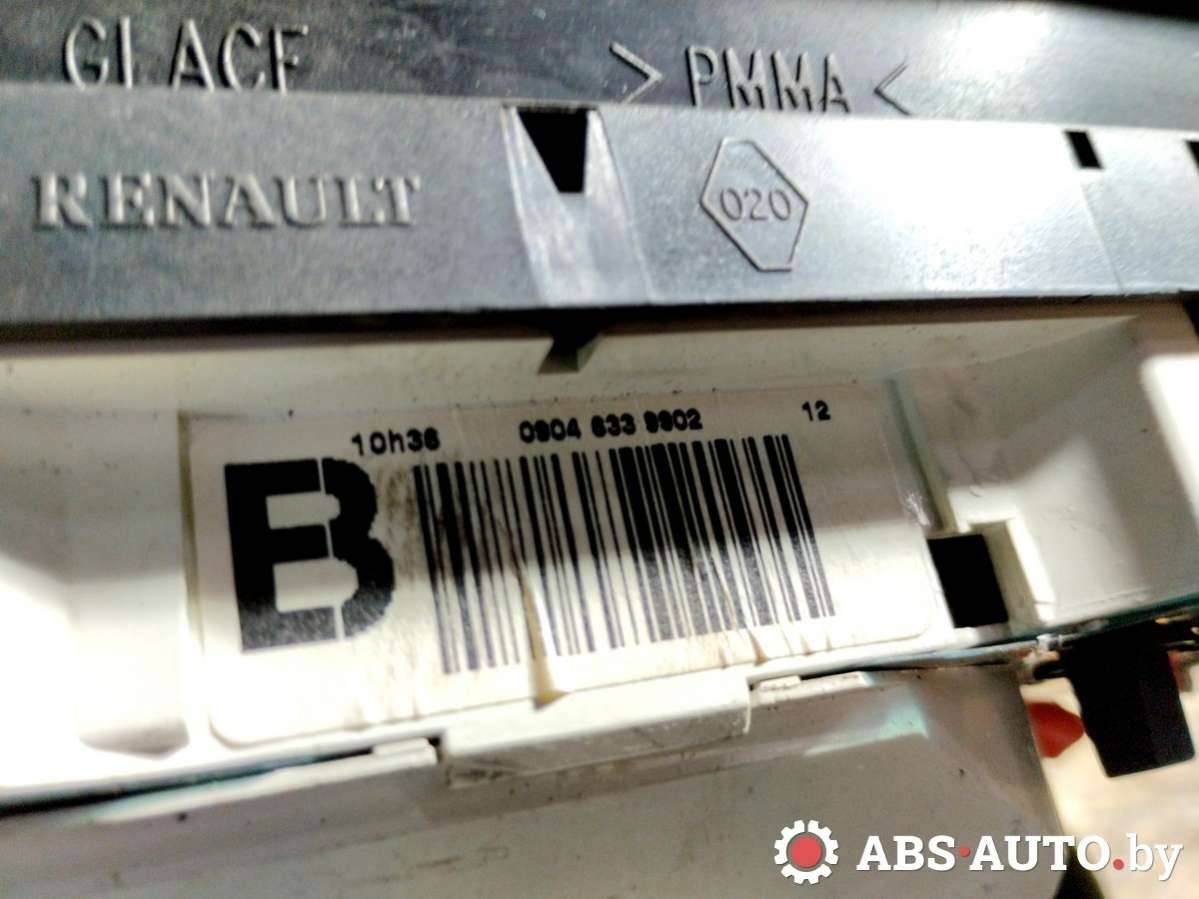 GLACE > PMMA <
RENAULT 020
10h36 0904 633 9902 12
B
ABS·AUTO.by